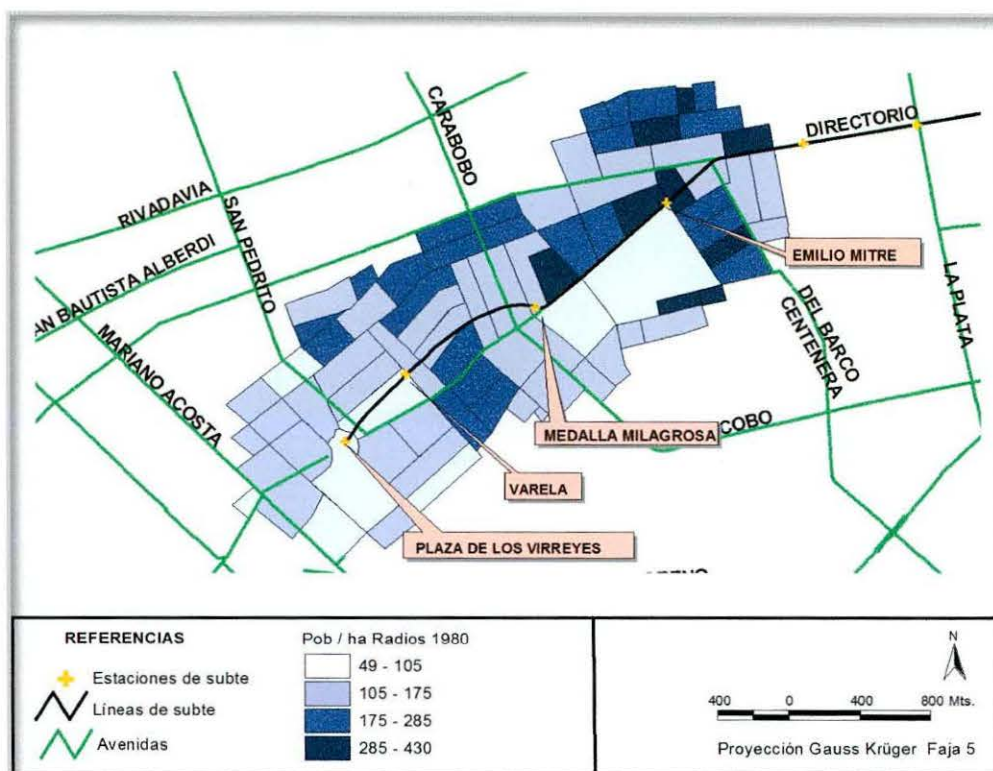 CARABOBO
DIRECTORIO
RIVADAVIA
SAN PEDRITO
AN BAUTISTA ALBERDI
MARIANO ACOSTA
EMILIO MITRE
LA PLATA
DEL BARCO
CENTENERA
COBO
MEDALLA MILAGROSA
VARELA
PLAZA DE LOS VIRREYES
REFERENCIAS
Estaciones de subte
Líneas de subte
Avenidas
Pob / ha Radios 1980
49 - 105
105 - 175
175 - 285
285 - 430
N
400 0 400 800 Mts.
Proyección Gauss Krüger Faja 5